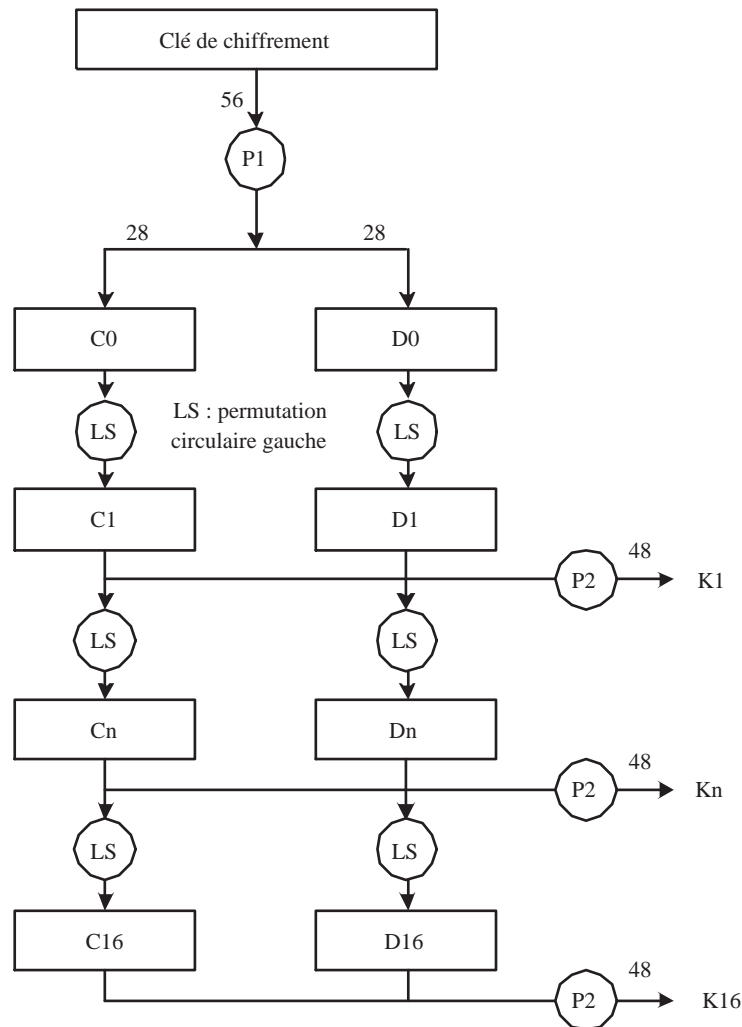 Clé de chiffrement
56
P1
28 28
C0 D0
LS LS : permutation
circulaire gauche LS
C1 D1
48
P2 K1
LS LS
Cn Dn
48
P2 Kn
LS LS
C16 D16
48
P2 K16